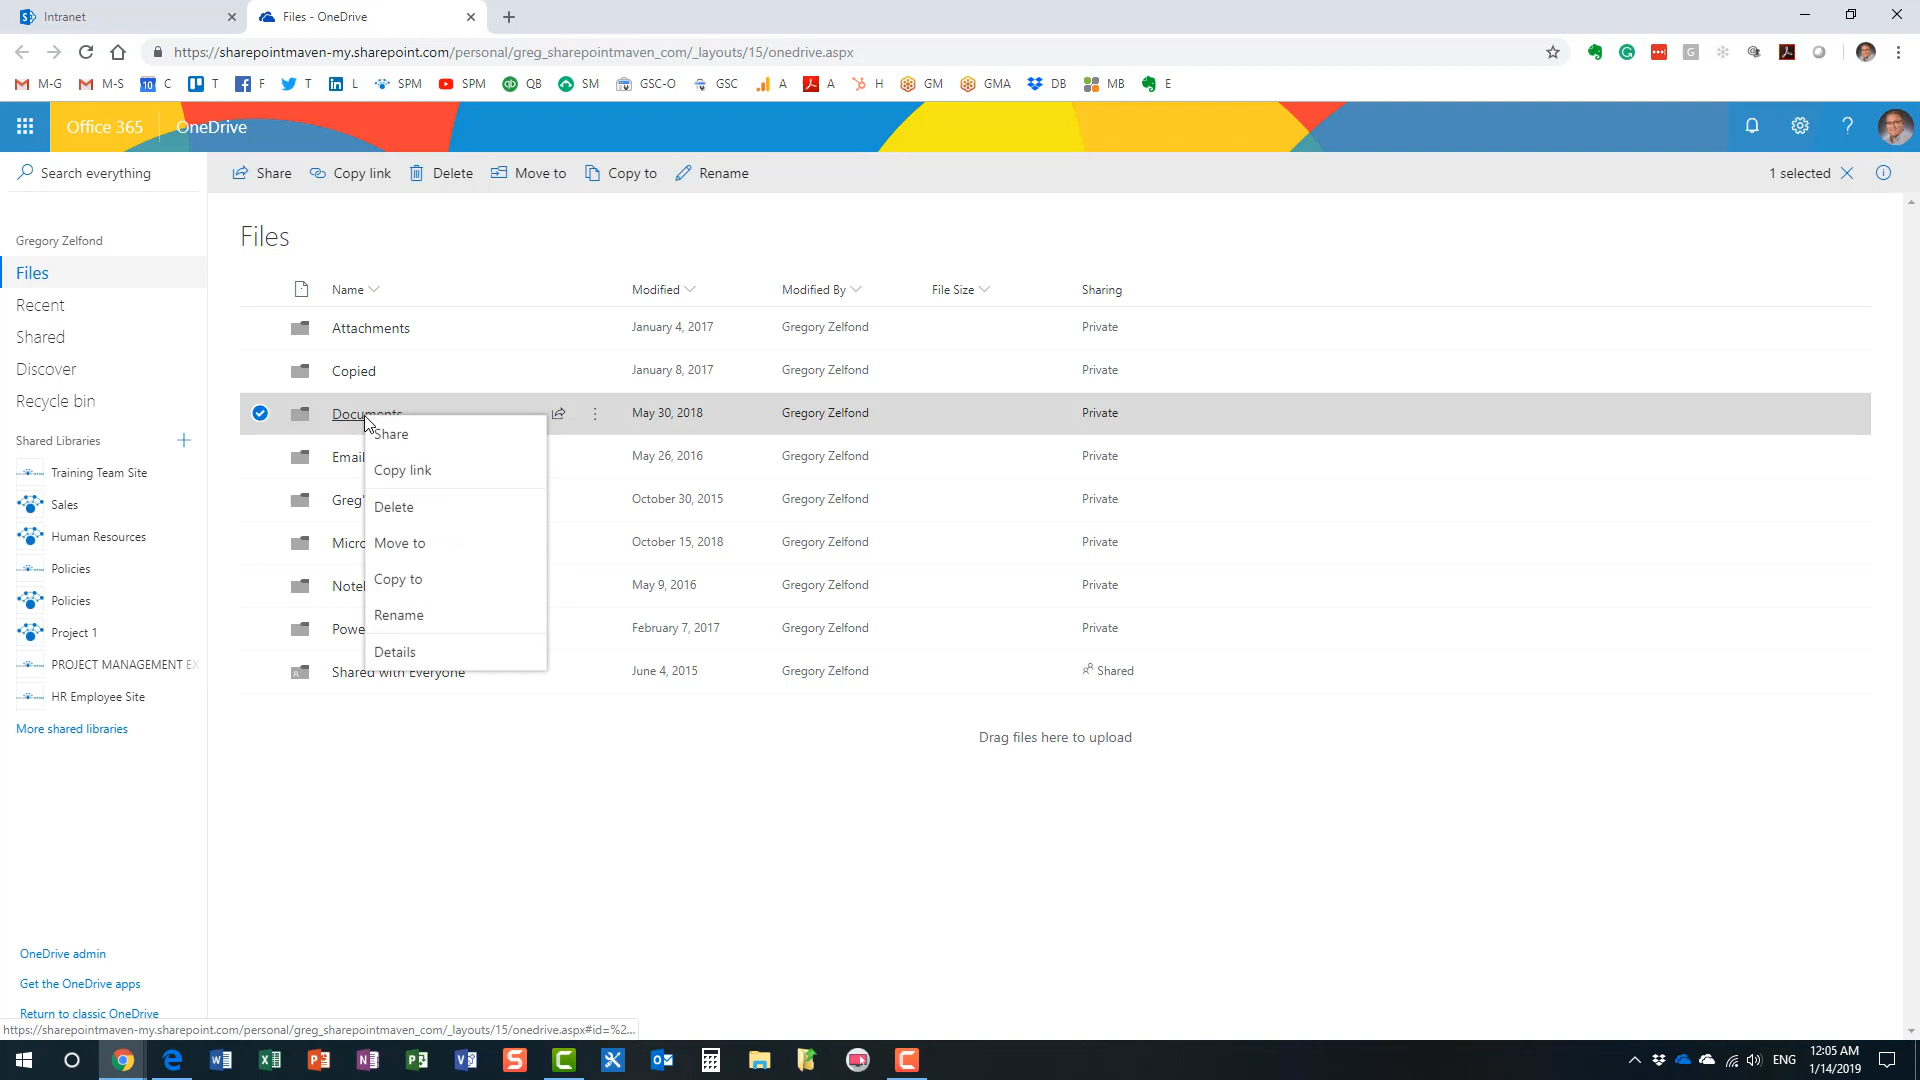 Intranet
Files - OneDrive
https://sharepointmaven-my.sharepoint.com/personal/greg_sharepointmaven_com/_layouts/15/onedrive.aspx
M-G M-S 10 C T F T L SPM SPM QB SM GSC-O GSC A A H GM GMA DB MB E
Office 365 OneDrive
Search everything
Share Copy link Delete Move to Copy to Rename 1 selected
Gregory Zelfond
Files
Recent
Shared
Discover
Recycle bin
Shared Libraries
Training Team Site
Sales
Human Resources
Policies
Policies
Project 1
PROJECT MANAGEMENT EX
HR Employee Site
More shared libraries
OneDrive admin
Get the OneDrive apps
Return to classic OneDrive
Files
Name Modified Modified By File Size Sharing
Attachments January 4, 2017 Gregory Zelfond Private
Copied January 8, 2017 Gregory Zelfond Private
Documents May 30, 2018 Gregory Zelfond Private
Email May 26, 2016 Gregory Zelfond Private
Greg' October 30, 2015 Gregory Zelfond Private
Micro October 15, 2018 Gregory Zelfond Private
May 9, 2016 Gregory Zelfond Private
Powe February 7, 2017 Gregory Zelfond Private
Shared with Everyone June 4, 2015 Gregory Zelfond Shared
Share
Copy link
Delete
Move to
Copy to
Rename
Details
Drag files here to upload
https://sharepointmaven-my.sharepoint.com/personal/greg_sharepointmaven_com/_layouts/15/onedrive.aspx#id=%2...
ENG
12:05 AM
1/14/2019